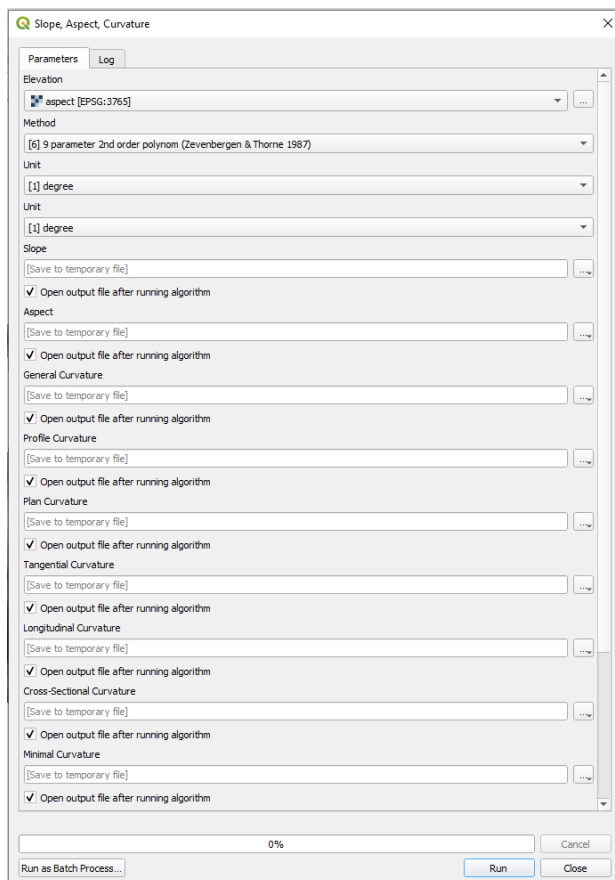 Slope, Aspect, Curvature
Parameters Log
Elevation
aspect [EPSG:3765]
...
Method
[6] 9 parameter 2nd order polynom (Zevenbergen & Thorne 1987)
Unit
[1] degree
Unit
[1] degree
Slope
[Save to temporary file]
...
Open output file after running algorithm
Aspect
[Save to temporary file]
...
Open output file after running algorithm
General Curvature
[Save to temporary file]
...
Open output file after running algorithm
Profile Curvature
[Save to temporary file]
...
Open output file after running algorithm
Plan Curvature
[Save to temporary file]
...
Open output file after running algorithm
Tangential Curvature
[Save to temporary file]
...
Open output file after running algorithm
Longitudinal Curvature
[Save to temporary file]
...
Open output file after running algorithm
Cross-Sectional Curvature
[Save to temporary file]
...
Open output file after running algorithm
Minimal Curvature
[Save to temporary file]
...
Open output file after running algorithm
0% Cancel
Run as Batch Process... Run Close